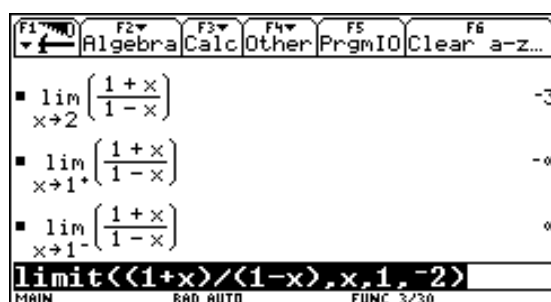 F1 F2 F3 F4 F5 F6
Algebra Calc Other PrgmIO Clear a-z…
▪ lim x→2 ((1 + x)/(1 - x)) -3
▪ lim x→1⁺ ((1 + x)/(1 - x)) -∞
▪ lim x→1⁻ ((1 + x)/(1 - x)) ∞
limit((1+x)/(1-x),x,1,⁻2)
MAIN RAD AUTO FUNC 3/30